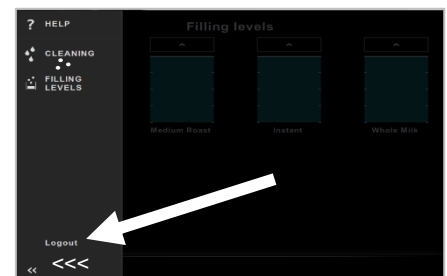 ? HELP
Filling levels
CLEANING
FILLING
LEVELS
Medium Roast
Instant
Whole Milk
Logout
<<
<<<